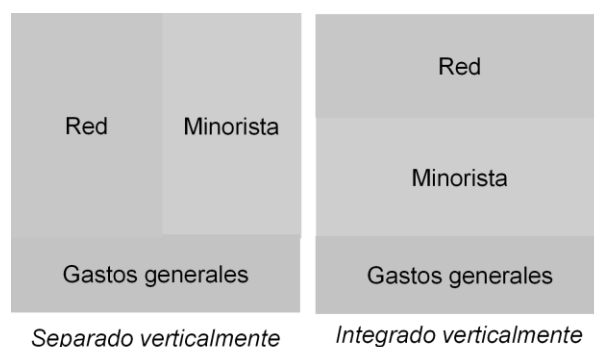 Red
Minorista
Gastos generales
Separado verticalmente
Red
Minorista
Gastos generales
Integrado verticalmente